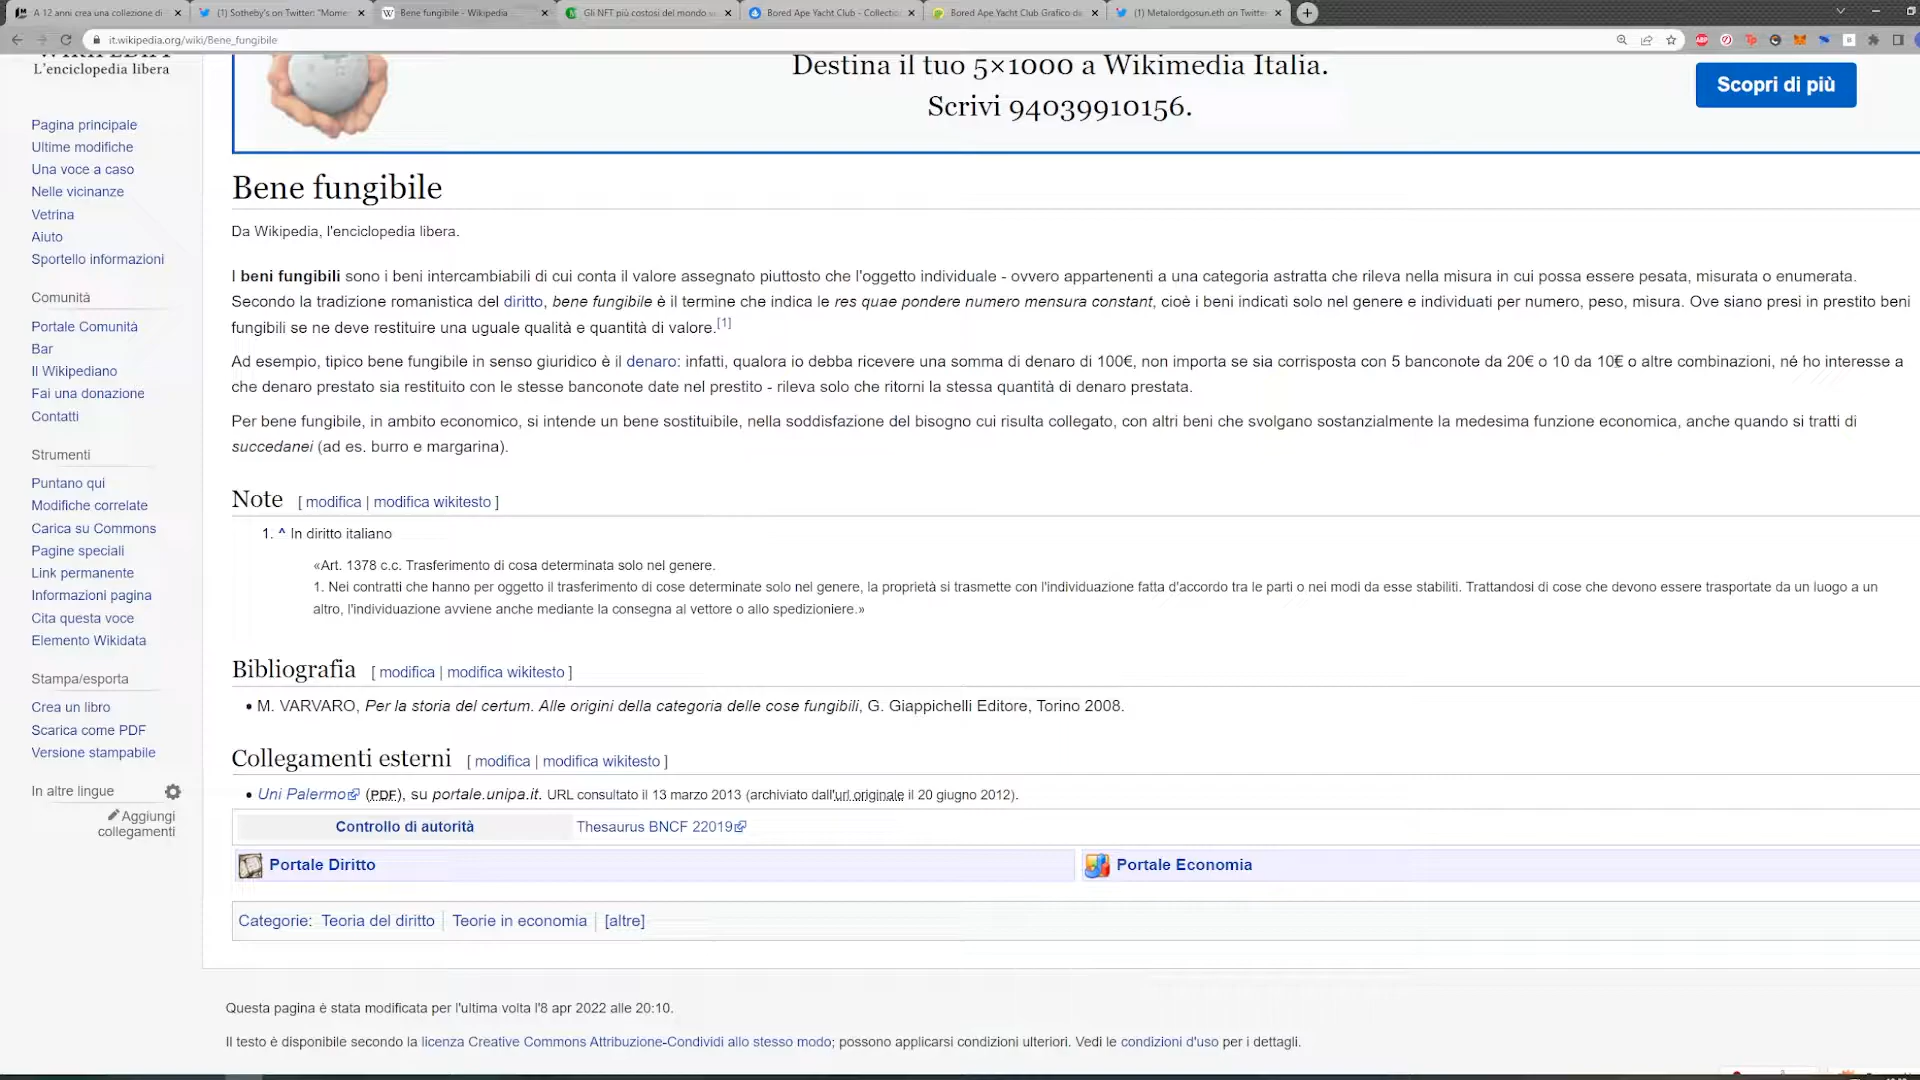 A 12 anni crea una collezione di
(1) Sotheby's on Twitter: "Mome
Bene fungibile - Wikipedia
Gli NFT più costosi del mondo
Bored Ape Yacht Club - Collectio
Bored Ape Yacht Club Grafico d
(1) Metalordgosun.eth on Twitter
it.wikipedia.org/wiki/Bene_fungibile
L'enciclopedia libera
Destina il tuo 5×1000 a Wikimedia Italia.
Scrivi 94039910156.
Scopri di più
Pagina principale
Ultime modifiche
Una voce a caso
Nelle vicinanze
Vetrina
Aiuto
Sportello informazioni
Comunità
Portale Comunità
Bar
Il Wikipediano
Fai una donazione
Contatti
Strumenti
Puntano qui
Modifiche correlate
Carica su Commons
Pagine speciali
Link permanente
Informazioni pagina
Cita questa voce
Elemento Wikidata
Stampa/esporta
Crea un libro
Scarica come PDF
Versione stampabile
In altre lingue
Aggiungi
collegamenti
Bene fungibile
Da Wikipedia, l'enciclopedia libera.
I beni fungibili sono i beni intercambiabili di cui conta il valore assegnato piuttosto che l'oggetto individuale - ovvero appartenenti a una categoria astratta che rileva nella misura in cui possa essere pesata, misurata o enumerata.
Secondo la tradizione romanistica del diritto, bene fungibile è il termine che indica le res quae pondere numero mensura constant, cioè i beni indicati solo nel genere e individuati per numero, peso, misura. Ove siano presi in prestito beni
fungibili se ne deve restituire una uguale qualità e quantità di valore.[1]
Ad esempio, tipico bene fungibile in senso giuridico è il denaro: infatti, qualora io debba ricevere una somma di denaro di 100€, non importa se sia corrisposta con 5 banconote da 20€ o 10 da 10€ o altre combinazioni, né ho interesse a
che denaro prestato sia restituito con le stesse banconote date nel prestito - rileva solo che ritorni la stessa quantità di denaro prestata.
Per bene fungibile, in ambito economico, si intende un bene sostituibile, nella soddisfazione del bisogno cui risulta collegato, con altri beni che svolgano sostanzialmente la medesima funzione economica, anche quando si tratti di
succedanei (ad es. burro e margarina).
Note [ modifica | modifica wikitesto ]
1. ^ In diritto italiano
«Art. 1378 c.c. Trasferimento di cosa determinata solo nel genere.
1. Nei contratti che hanno per oggetto il trasferimento di cose determinate solo nel genere, la proprietà si trasmette con l'individuazione fatta d'accordo tra le parti o nei modi da esse stabiliti. Trattandosi di cose che devono essere trasportate da un luogo a un
altro, l'individuazione avviene anche mediante la consegna al vettore o allo spedizioniere.»
Bibliografia [ modifica | modifica wikitesto ]
• M. VARVARO, Per la storia del certum. Alle origini della categoria delle cose fungibili, G. Giappichelli Editore, Torino 2008.
Collegamenti esterni [ modifica | modifica wikitesto ]
• Uni Palermo (PDF), su portale.unipa.it. URL consultato il 13 marzo 2013 (archiviato dall'url originale il 20 giugno 2012).
Controllo di autorità Thesaurus BNCF 22019
Portale Diritto
Portale Economia
Categorie: Teoria del diritto | Teorie in economia | [altre]
Questa pagina è stata modificata per l'ultima volta l'8 apr 2022 alle 20:10.
Il testo è disponibile secondo la licenza Creative Commons Attribuzione-Condividi allo stesso modo; possono applicarsi condizioni ulteriori. Vedi le condizioni d'uso per i dettagli.